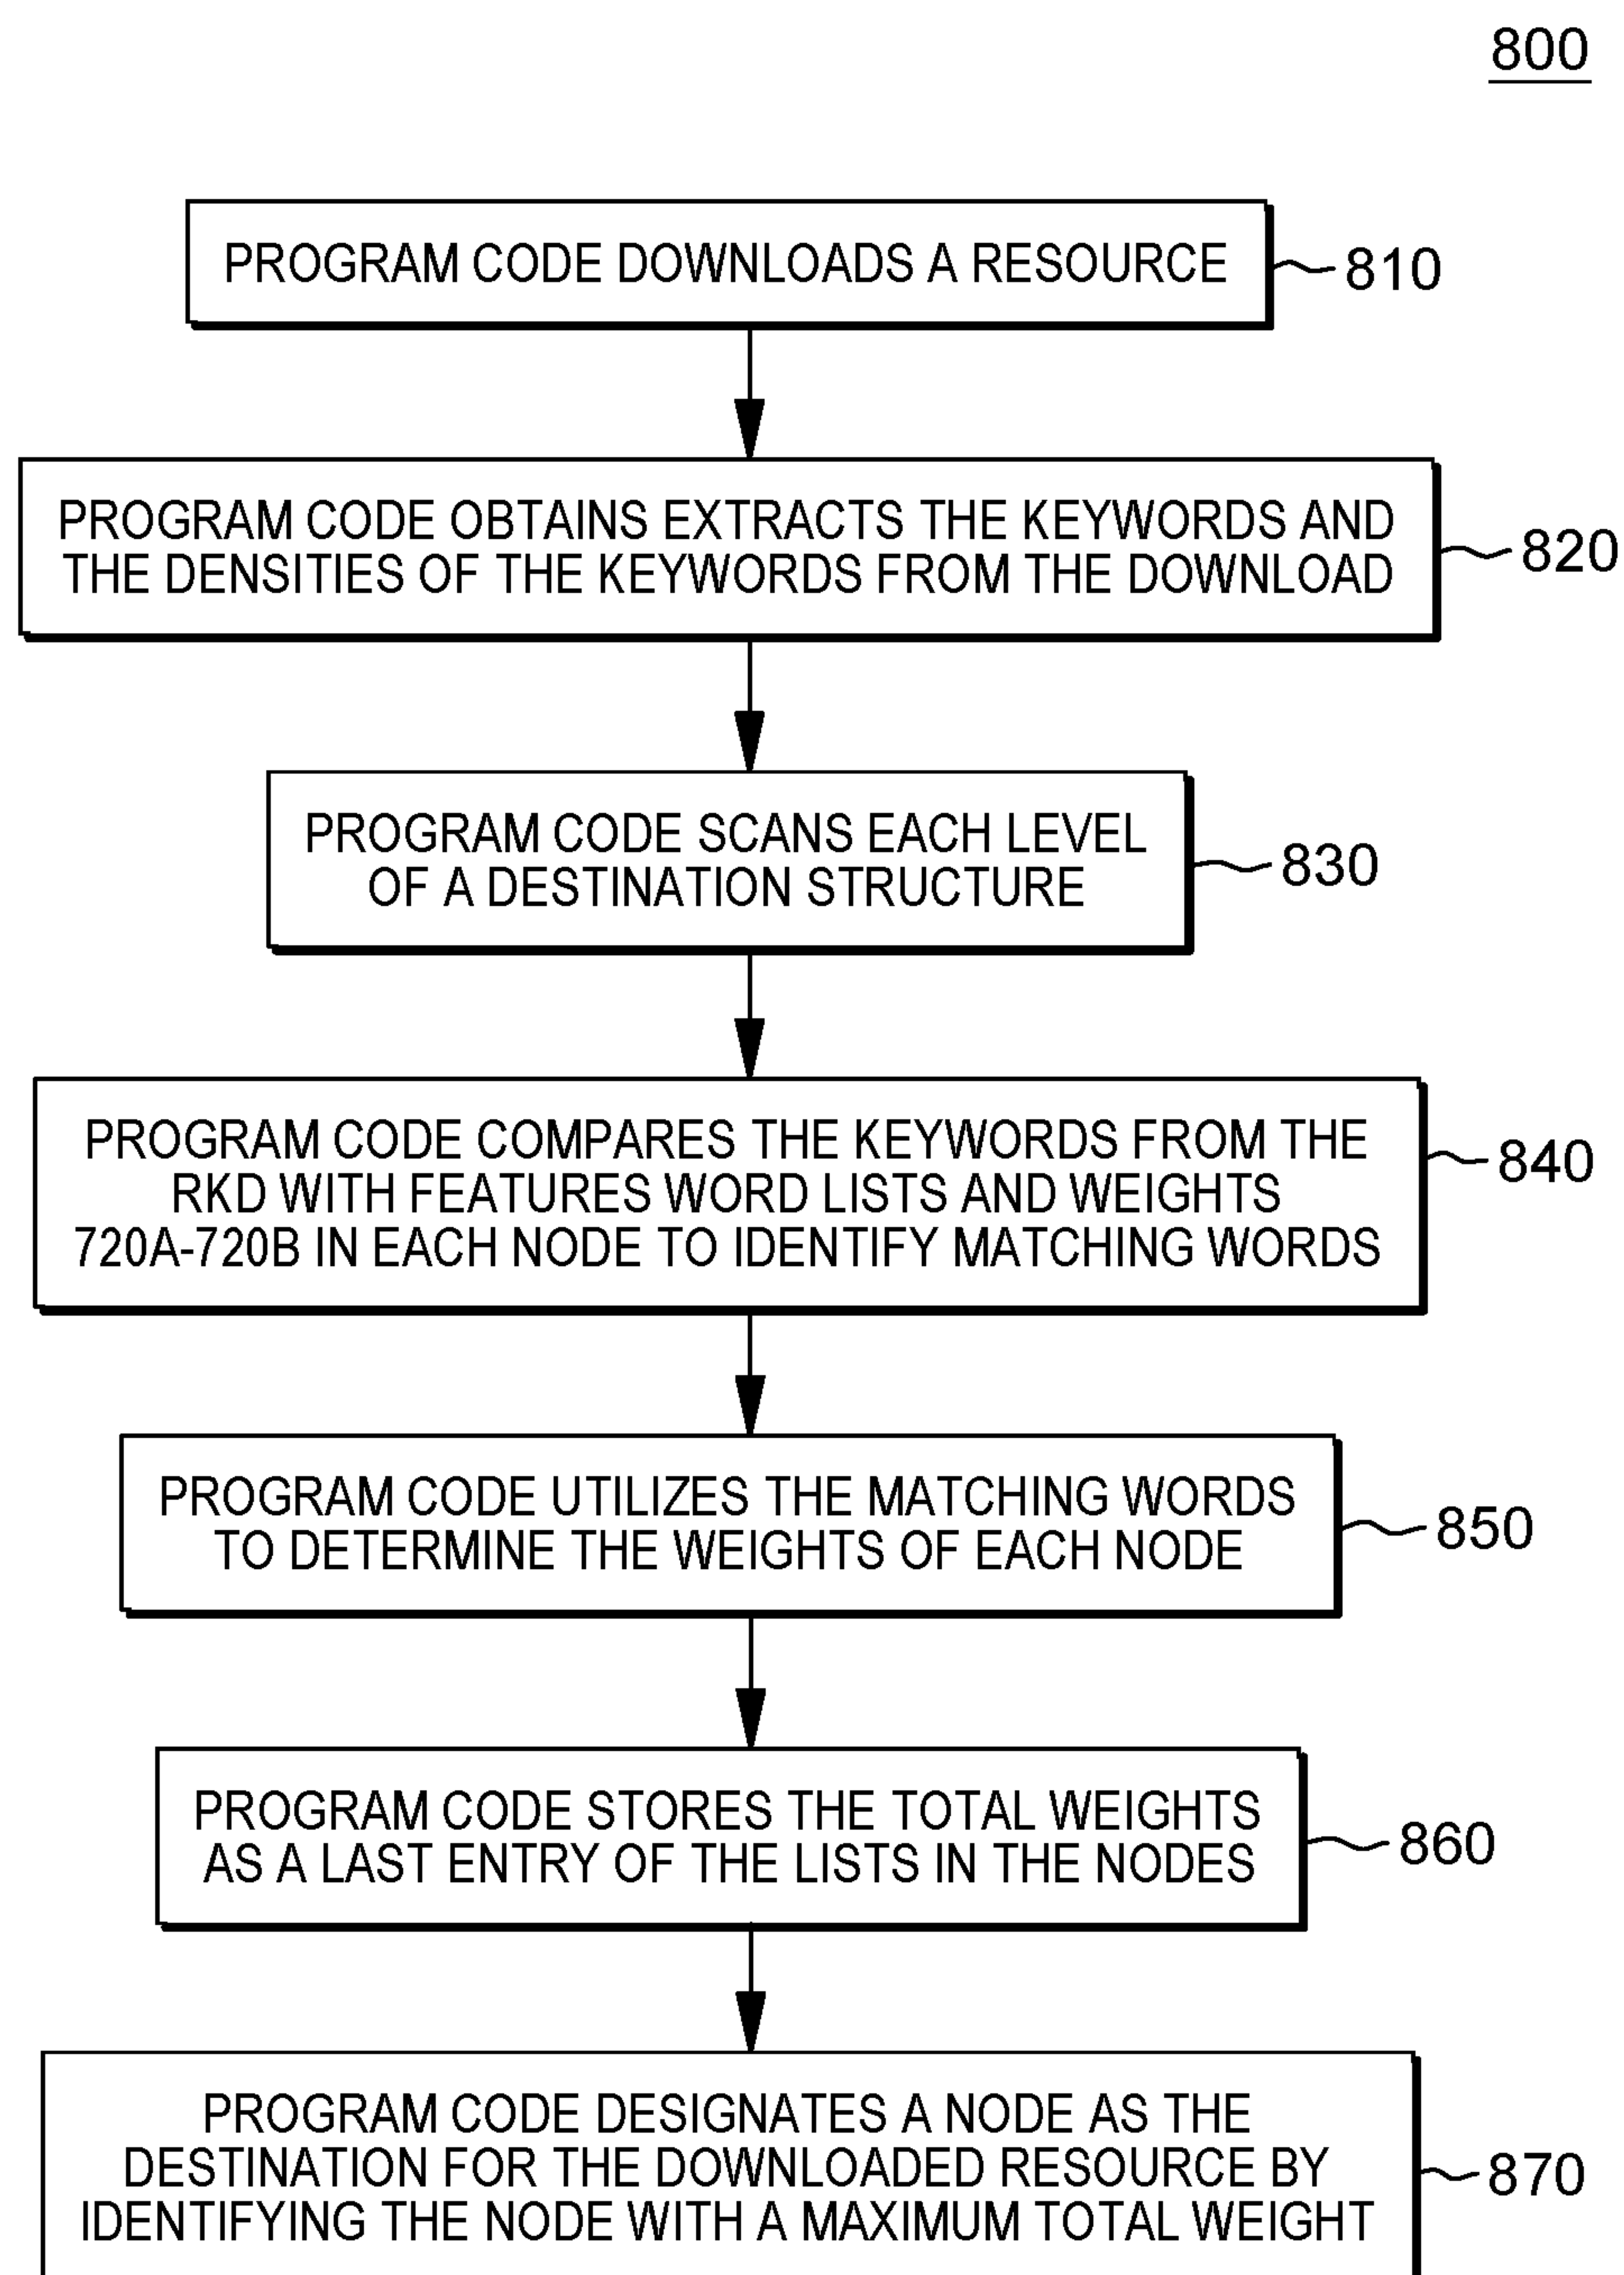 800
PROGRAM CODE DOWNLOADS A RESOURCE
810
PROGRAM CODE OBTAINS EXTRACTS THE KEYWORDS AND
THE DENSITIES OF THE KEYWORDS FROM THE DOWNLOAD
820
PROGRAM CODE SCANS EACH LEVEL
OF A DESTINATION STRUCTURE
830
PROGRAM CODE COMPARES THE KEYWORDS FROM THE
RKD WITH FEATURES WORD LISTS AND WEIGHTS
720A-720B IN EACH NODE TO IDENTIFY MATCHING WORDS
840
PROGRAM CODE UTILIZES THE MATCHING WORDS
TO DETERMINE THE WEIGHTS OF EACH NODE
850
PROGRAM CODE STORES THE TOTAL WEIGHTS
AS A LAST ENTRY OF THE LISTS IN THE NODES
860
PROGRAM CODE DESIGNATES A NODE AS THE
DESTINATION FOR THE DOWNLOADED RESOURCE BY
IDENTIFYING THE NODE WITH A MAXIMUM TOTAL WEIGHT
870